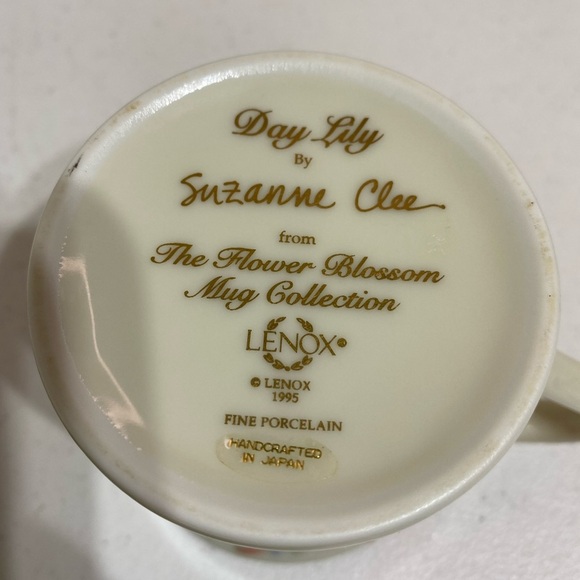 Day Lily
By
Suzanne Clee
from
The Flower Blossom
Mug Collection
LENOX®
© LENOX
1995
FINE PORCELAIN
HANDCRAFTED
IN JAPAN